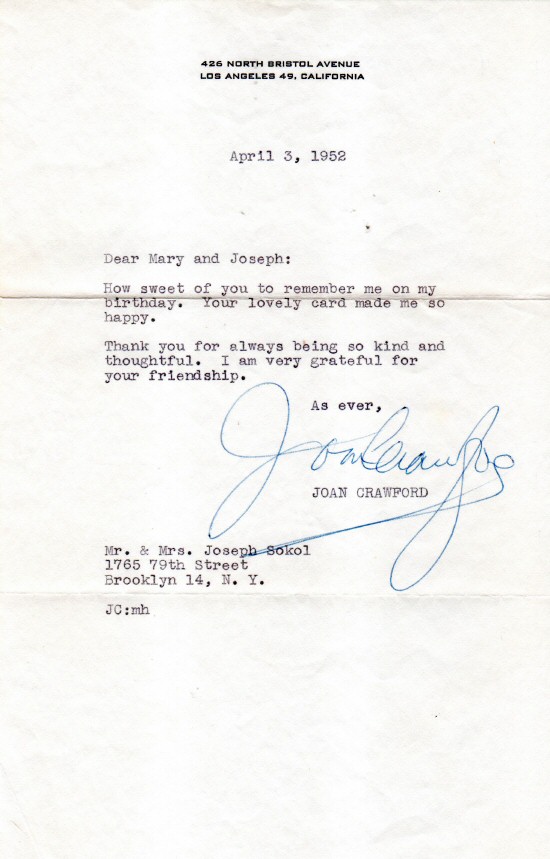 426 NORTH BRISTOL AVENUE
LOS ANGELES 49, CALIFORNIA
April 3, 1952
Dear Mary and Joseph:
How sweet of you to remember me on my
birthday. Your lovely card made me so
happy.
Thank you for always being so kind and
thoughtful. I am very grateful for
your friendship.
As ever,
Joan Crawford
JOAN CRAWFORD
Mr. & Mrs. Joseph Sokol
1765 79th Street
Brooklyn 14, N. Y.
JC:mh